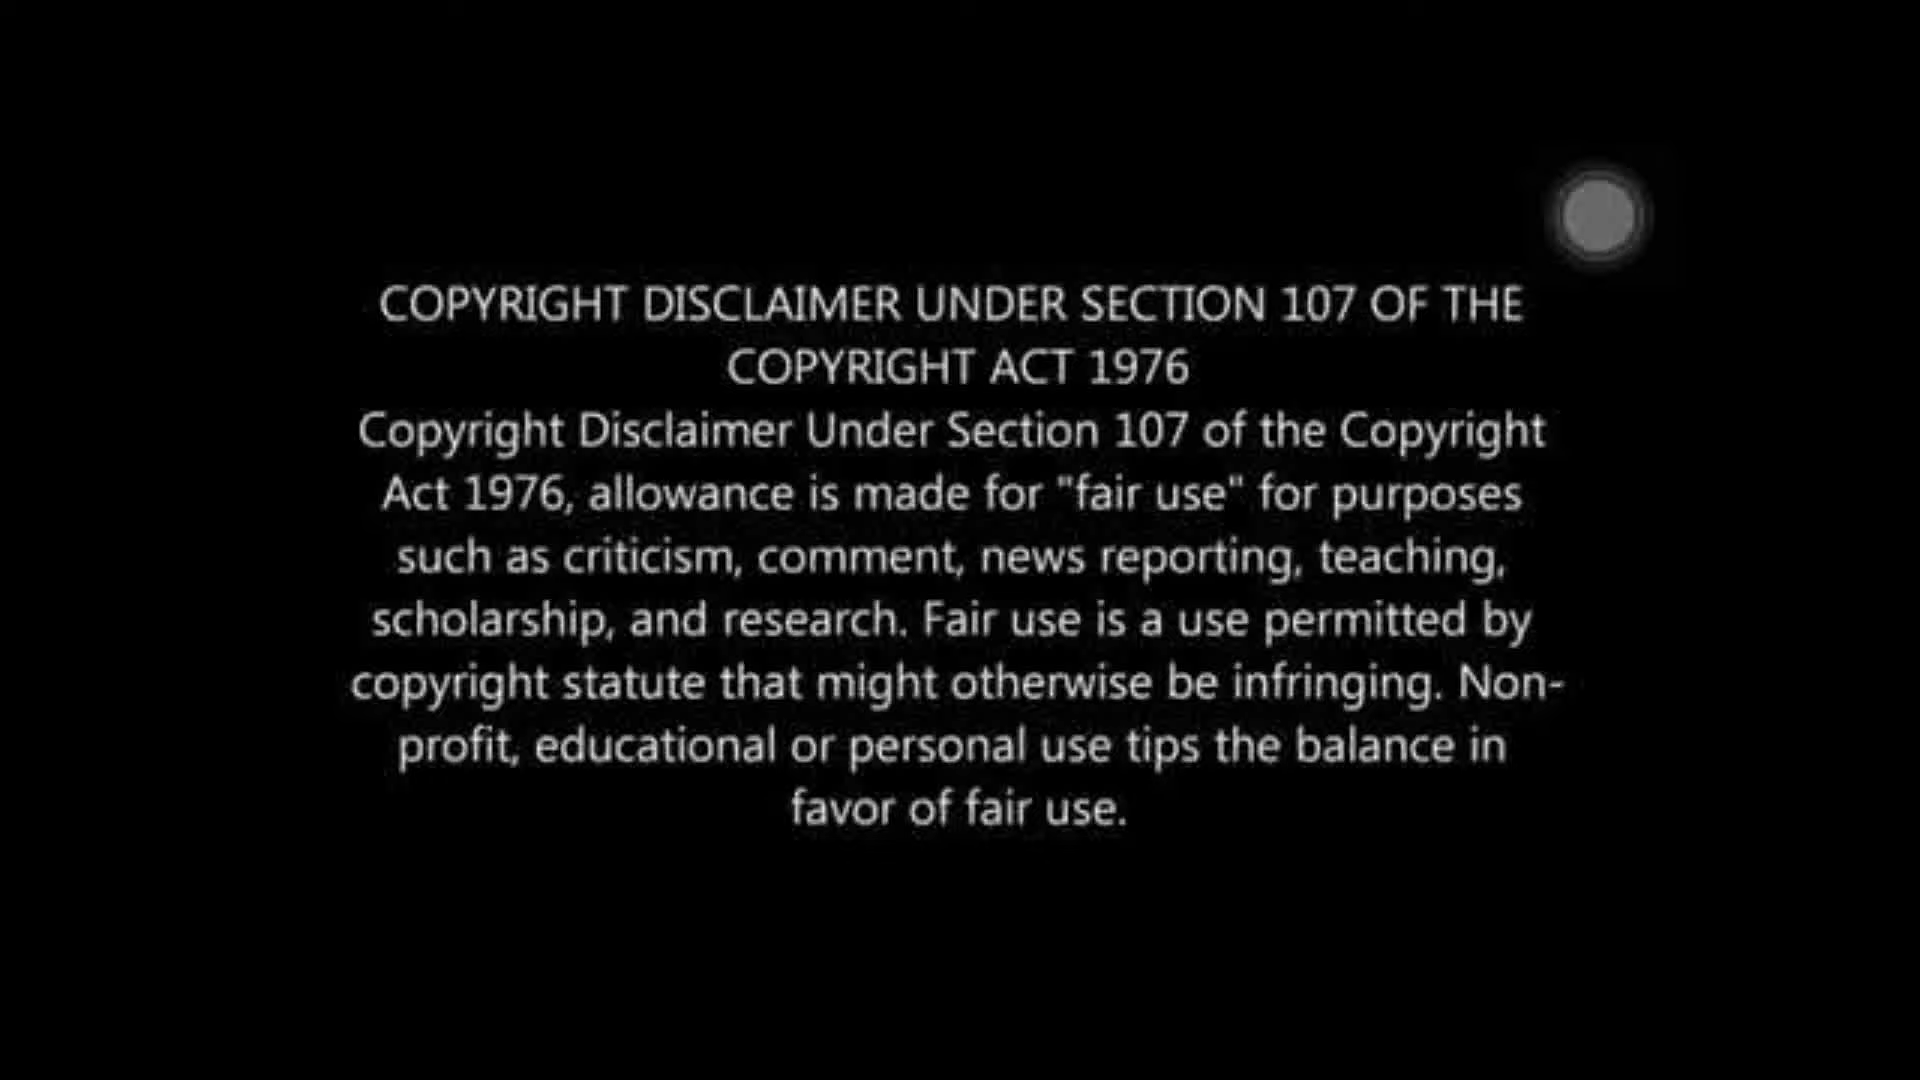 COPYRIGHT DISCLAIMER UNDER SECTION 107 OF THE
COPYRIGHT ACT 1976
Copyright Disclaimer Under Section 107 of the Copyright
Act 1976, allowance is made for "fair use" for purposes
such as criticism, comment, news reporting, teaching,
scholarship, and research. Fair use is a use permitted by
copyright statute that might otherwise be infringing. Non-
profit, educational or personal use tips the balance in
favor of fair use.